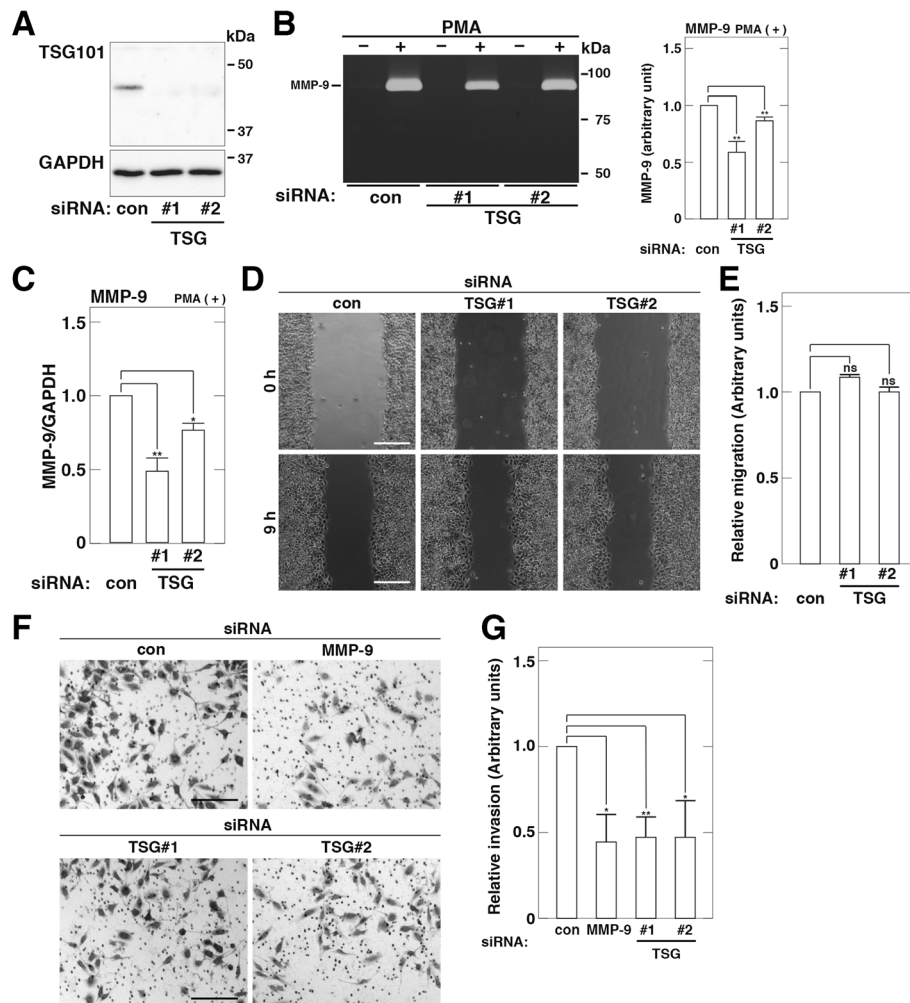 A
TSG101
kDa
50
37
GAPDH
37
siRNA: con #1 #2
TSG
B
PMA
− + − + − + kDa
MMP-9
100
75
50
siRNA: con #1 #2
TSG
MMP-9 PMA (+)
1.5
1.0
0.5
0
MMP-9 (arbitrary unit)
**
**
#1 #2
siRNA: con TSG
C
MMP-9 PMA (+)
1.5
1.0
0.5
0
MMP-9/GAPDH
**
*
#1 #2
siRNA: con TSG
D
siRNA
con TSG#1 TSG#2
0 h
9 h
E
1.5
1.0
0.5
0
Relative migration (Arbitrary units)
ns
ns
#1 #2
siRNA: con TSG
F
siRNA
con MMP-9
siRNA
TSG#1 TSG#2
G
1.5
1.0
0.5
0
Relative invasion (Arbitrary units)
*
**
*
con MMP-9 #1 #2
siRNA:
TSG